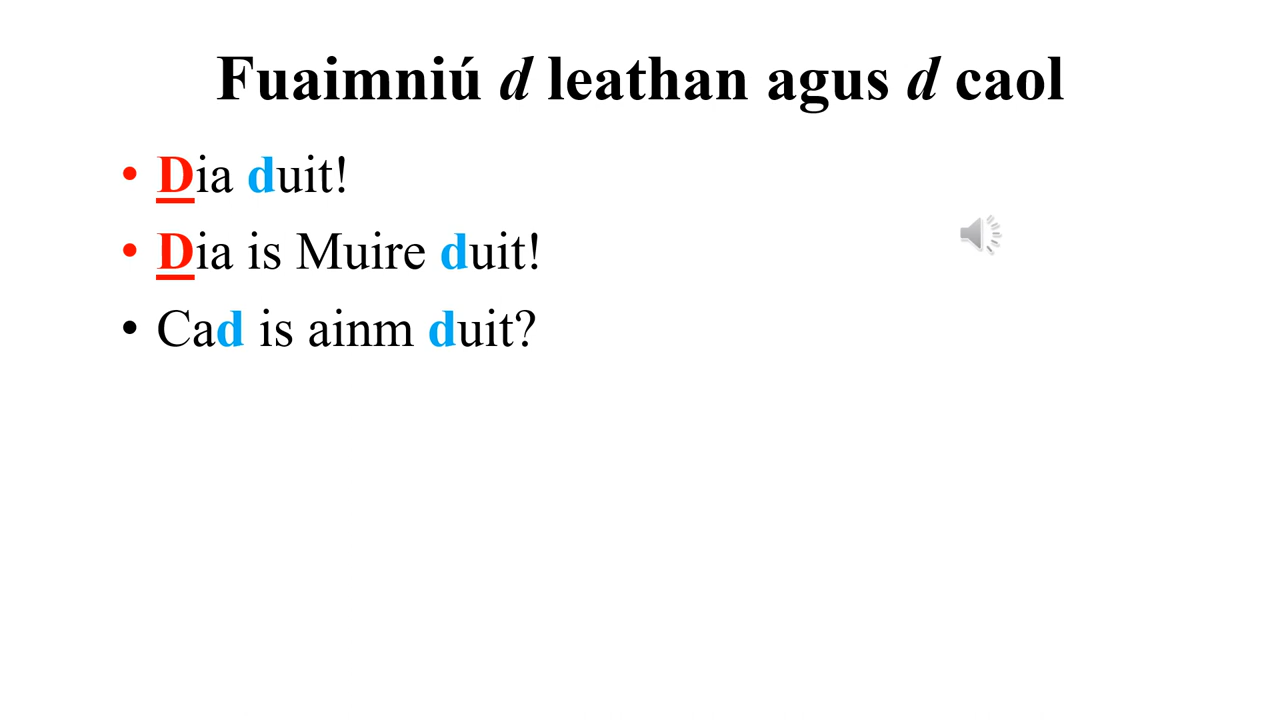 Fuaimniú d leathan agus d caol
• Dia duit!
• Dia is Muire duit!
• Cad is ainm duit?